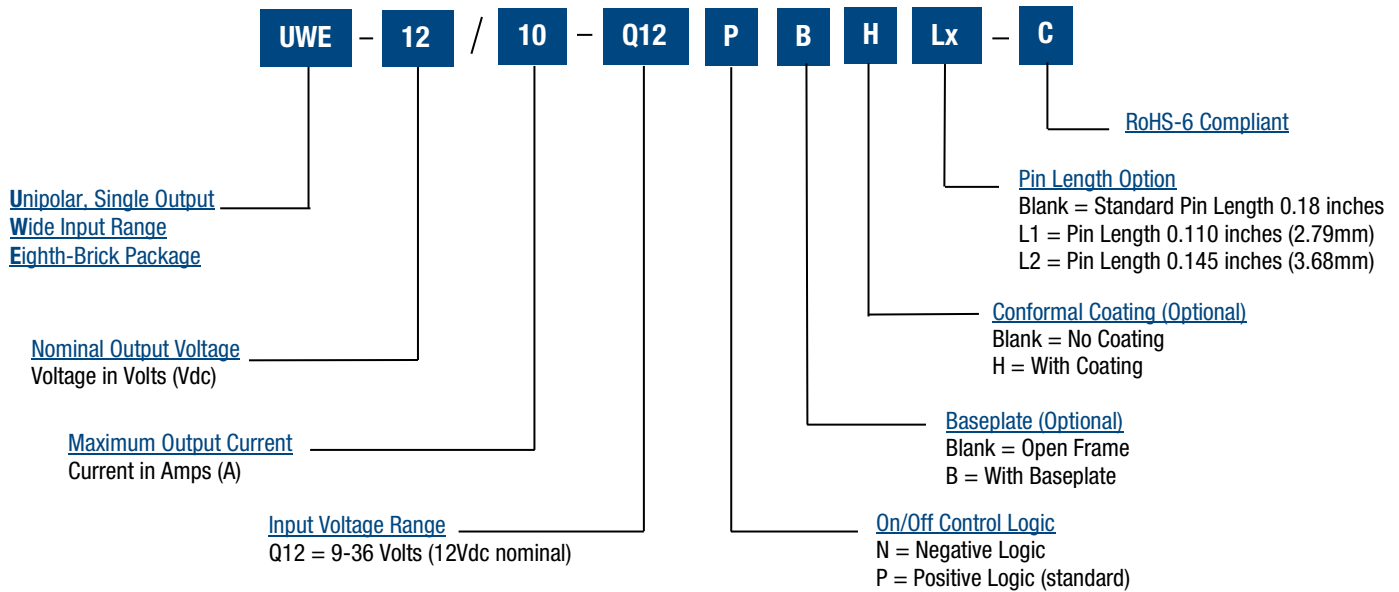 UWE – 12 / 10 – Q12 P B H Lx – C
RoHS-6 Compliant
Pin Length Option
Blank = Standard Pin Length 0.18 inches
L1 = Pin Length 0.110 inches (2.79mm)
L2 = Pin Length 0.145 inches (3.68mm)
Unipolar, Single Output
Wide Input Range
Eighth-Brick Package
Conformal Coating (Optional)
Blank = No Coating
H = With Coating
Nominal Output Voltage
Voltage in Volts (Vdc)
Baseplate (Optional)
Blank = Open Frame
B = With Baseplate
Maximum Output Current
Current in Amps (A)
Input Voltage Range
Q12 = 9-36 Volts (12Vdc nominal)
On/Off Control Logic
N = Negative Logic
P = Positive Logic (standard)